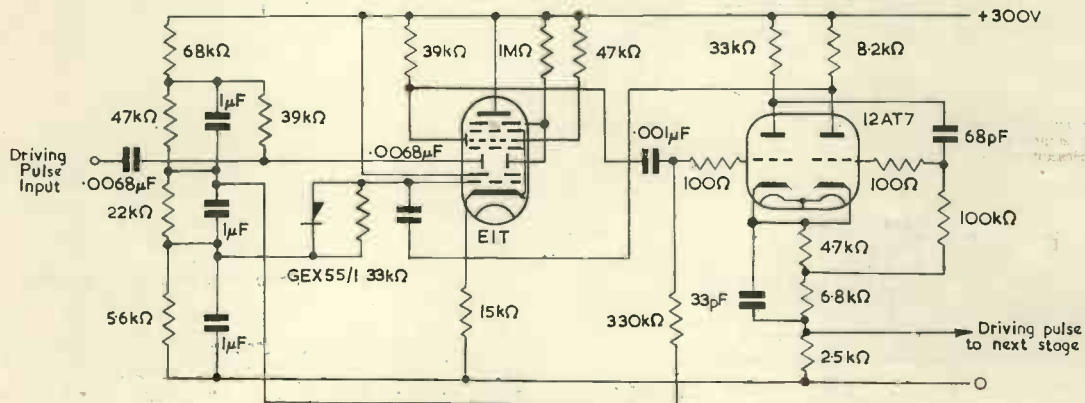 +300V
68kΩ
39kΩ
1MΩ
47kΩ
33kΩ
8·2kΩ
1μF
47kΩ
39kΩ
12AT7
·001μF
68pF
Driving
Pulse
Input
·0068μF
·0068μF
100Ω
100Ω
22kΩ
1μF
E1T
100kΩ
GEX55/1
33kΩ
47kΩ
5·6kΩ
1μF
15kΩ
330kΩ
33pF
6·8kΩ
Driving pulse
to next stage
2·5kΩ
O